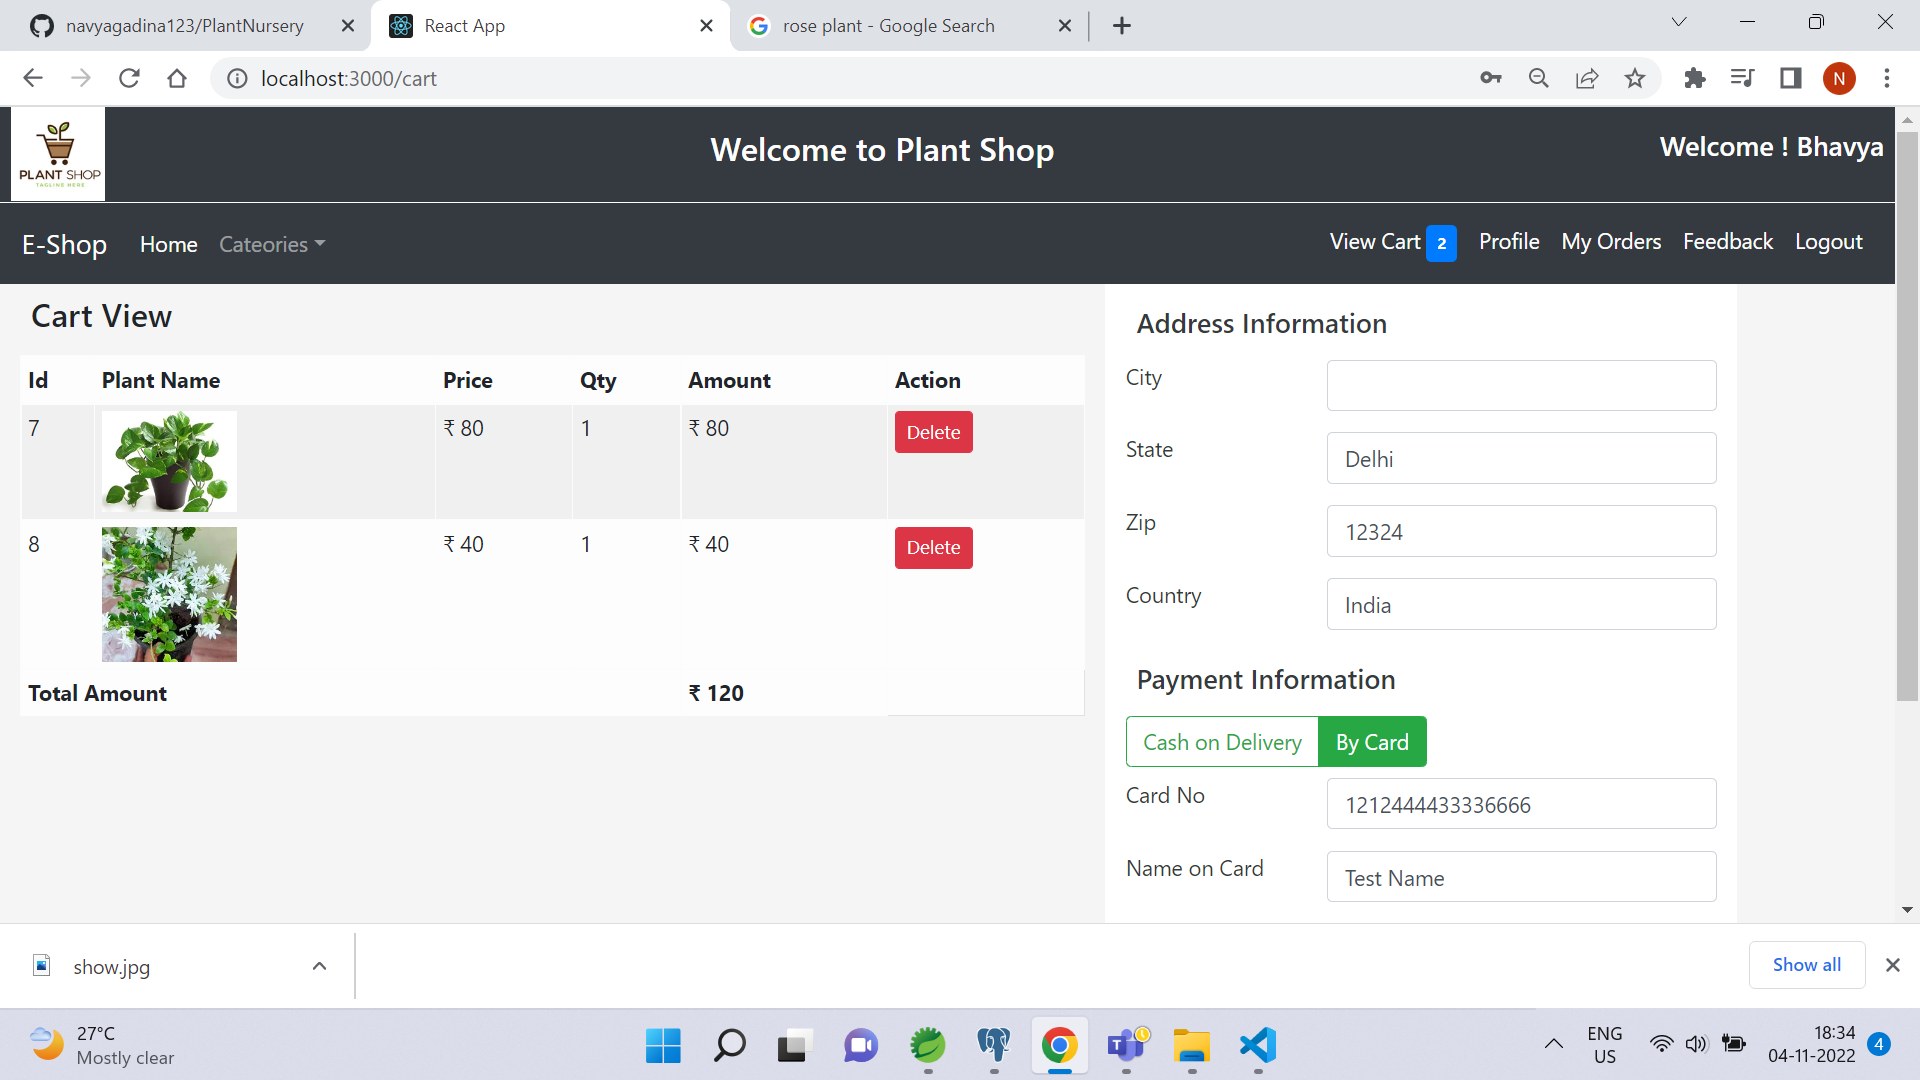 navyagadina123/PlantNursery
React App
rose plant - Google Search
localhost:3000/cart
N
PLANT SHOP
TAGLINE HERE
Welcome to Plant Shop
Welcome ! Bhavya
E-Shop
Home
Cateories
View Cart 2
Profile
My Orders
Feedback
Logout
Cart View
Id Plant Name Price Qty Amount Action
7 ₹ 80 1 ₹ 80 Delete
8 ₹ 40 1 ₹ 40 Delete
Total Amount ₹ 120
Address Information
City
State Delhi
Zip 12324
Country India
Payment Information
Cash on Delivery By Card
Card No 1212444433336666
Name on Card Test Name
show.jpg
Show all
27°C
Mostly clear
T
ENG
US
18:34
04-11-2022
4